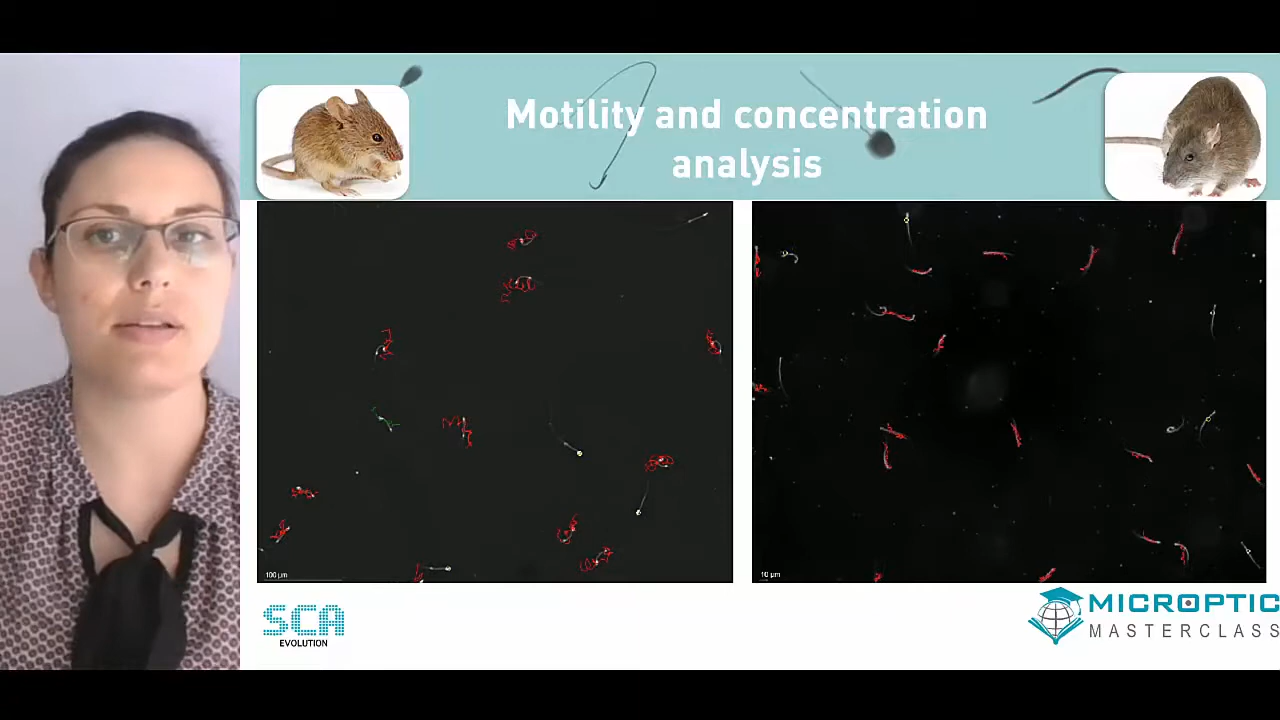 Motility and concentration
analysis
100 µm
10 µm
SCA
EVOLUTION
MICROPTIC
MASTERCLASS